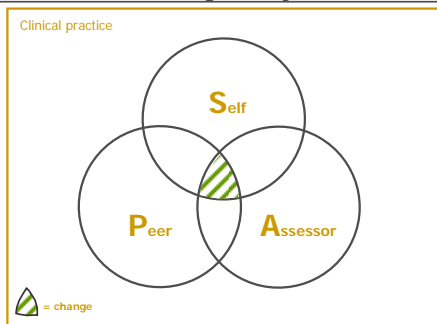 Clinical practice
Self
Peer
Assessor
= change